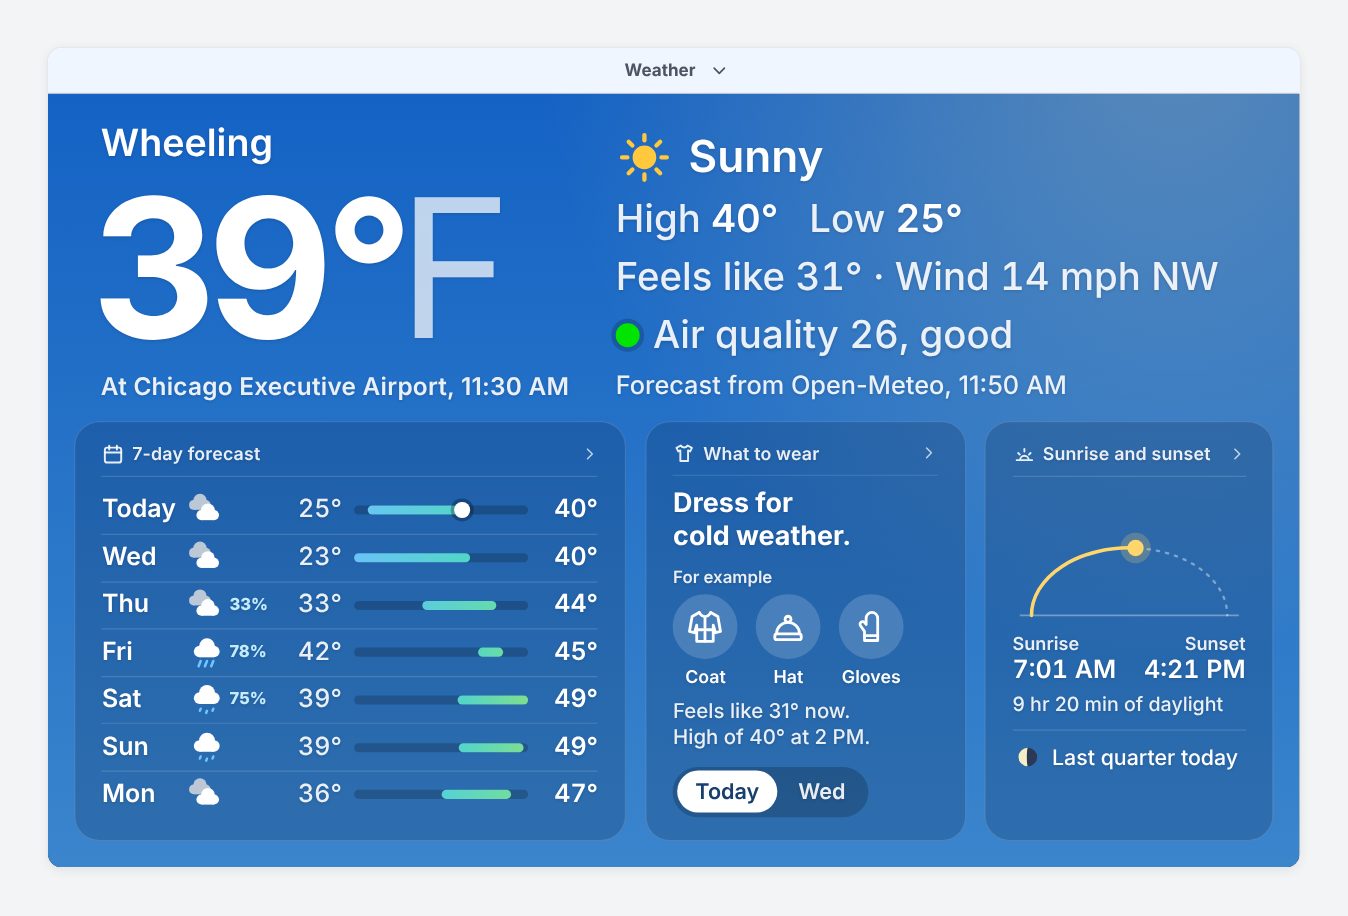 Weather
Wheeling
39°F
At Chicago Executive Airport, 11:30 AM
Sunny
High 40° Low 25°
Feels like 31° · Wind 14 mph NW
Air quality 26, good
Forecast from Open-Meteo, 11:50 AM
7-day forecast
Today 25° 40°
Wed 23° 40°
Thu 33% 33° 44°
Fri 78% 42° 45°
Sat 75% 39° 49°
Sun 39° 49°
Mon 36° 47°
What to wear
Dress for
cold weather.
For example
Coat Hat Gloves
Feels like 31° now.
High of 40° at 2 PM.
Today Wed
Sunrise and sunset
Sunrise Sunset
7:01 AM 4:21 PM
9 hr 20 min of daylight
Last quarter today